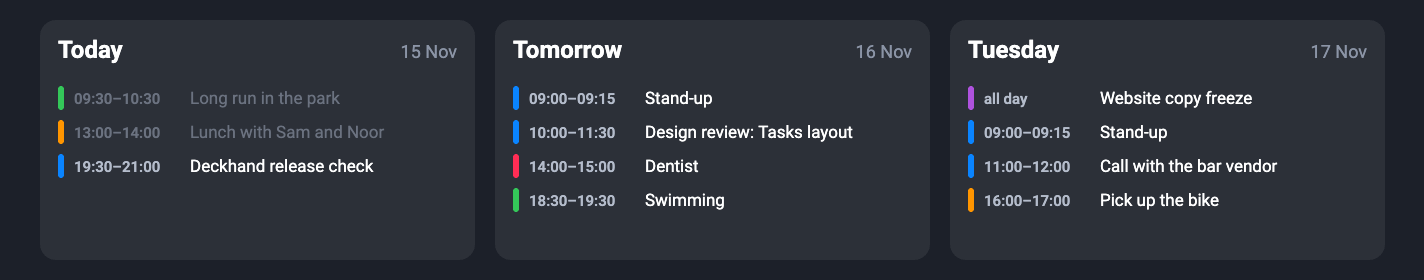 Today 15 Nov
09:30–10:30 Long run in the park
13:00–14:00 Lunch with Sam and Noor
19:30–21:00 Deckhand release check
Tomorrow 16 Nov
09:00–09:15 Stand-up
10:00–11:30 Design review: Tasks layout
14:00–15:00 Dentist
18:30–19:30 Swimming
Tuesday 17 Nov
all day Website copy freeze
09:00–09:15 Stand-up
11:00–12:00 Call with the bar vendor
16:00–17:00 Pick up the bike